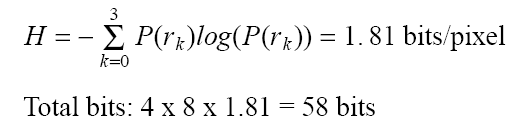 H = − Σ_{k=0}^{3} P(r_k)log(P(r_k)) = 1.81 bits/pixel
Total bits: 4 x 8 x 1.81 = 58 bits